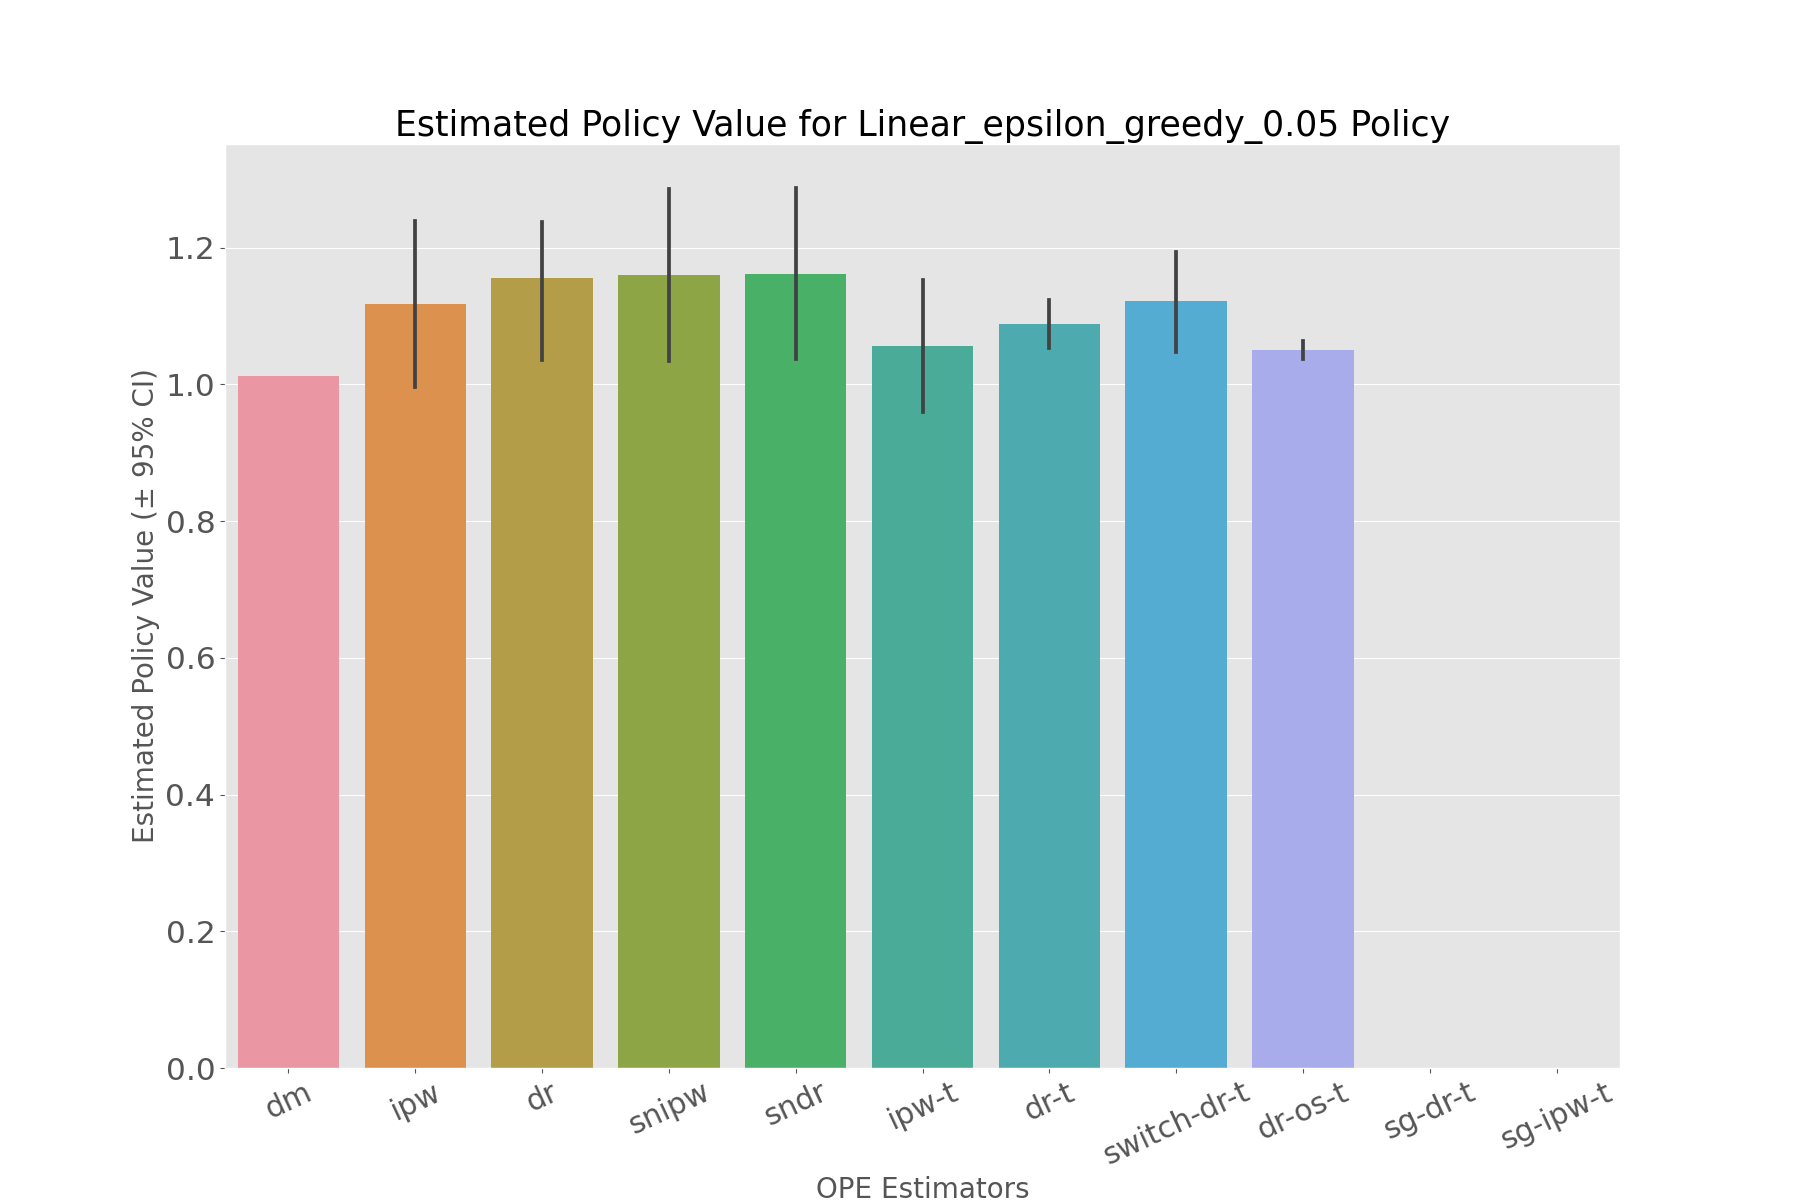 Estimated Policy Value for Linear_epsilon_greedy_0.05 Policy
Estimated Policy Value (± 95% CI)
1.2
1.0
0.8
0.6
0.4
0.2
0.0
dm
ipw
dr
snipw
sndr
ipw-t
dr-t
switch-dr-t
dr-os-t
sg-dr-t
sg-ipw-t
OPE Estimators